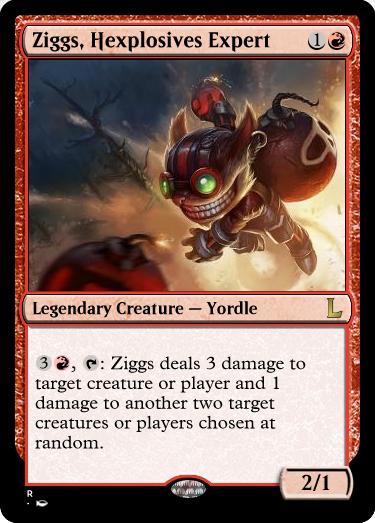 Ziggs, Hexplosives Expert 1
Legendary Creature — Yordle L
3 , : Ziggs deals 3 damage to
target creature or player and 1
damage to another two target
creatures or players chosen at
random.
2/1
R